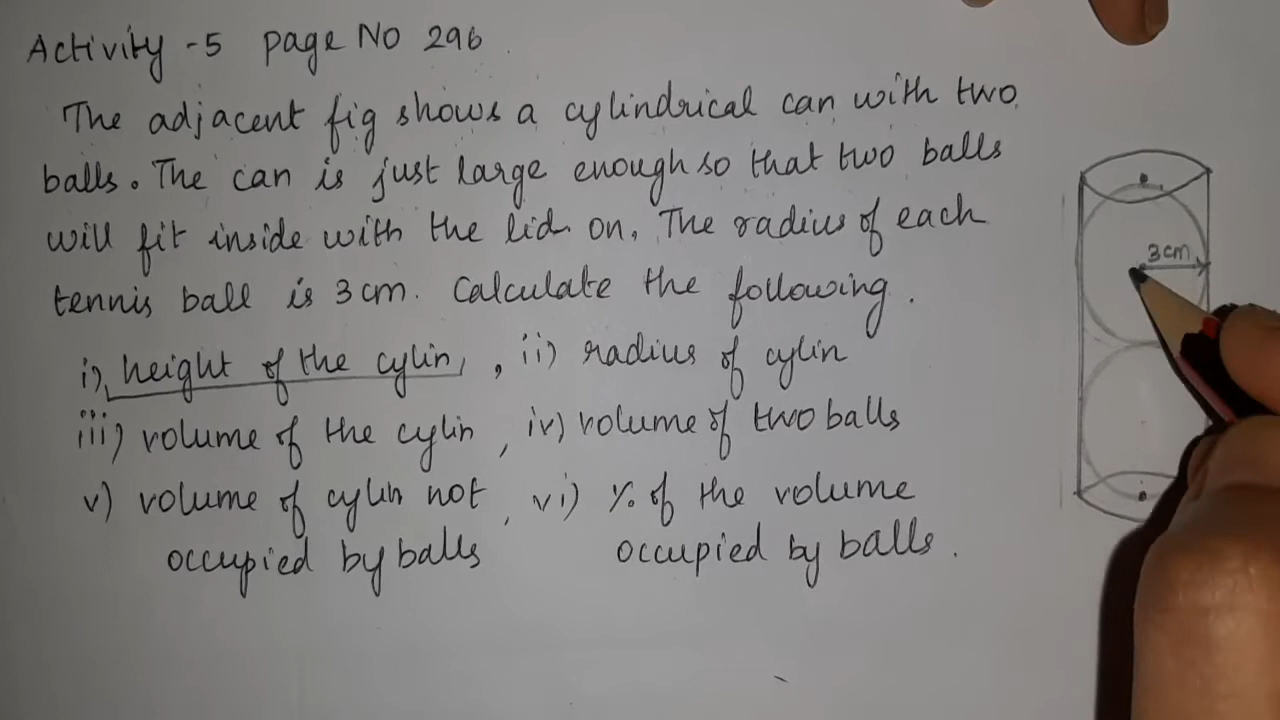 Activity -5 page No 296.
The adjacent fig shows a cylindrical can with two
balls. The can is just large enough so that two balls
will fit inside with the lid on. The radius of each
tennis ball is 3 cm. Calculate the following.
i) height of the cylin, ii) radius of cylin
iii) volume of the cylin, iv) volume of two balls
v) volume of cylin not, vi) % of the volume
occupied by balls occupied by balls.
3cm